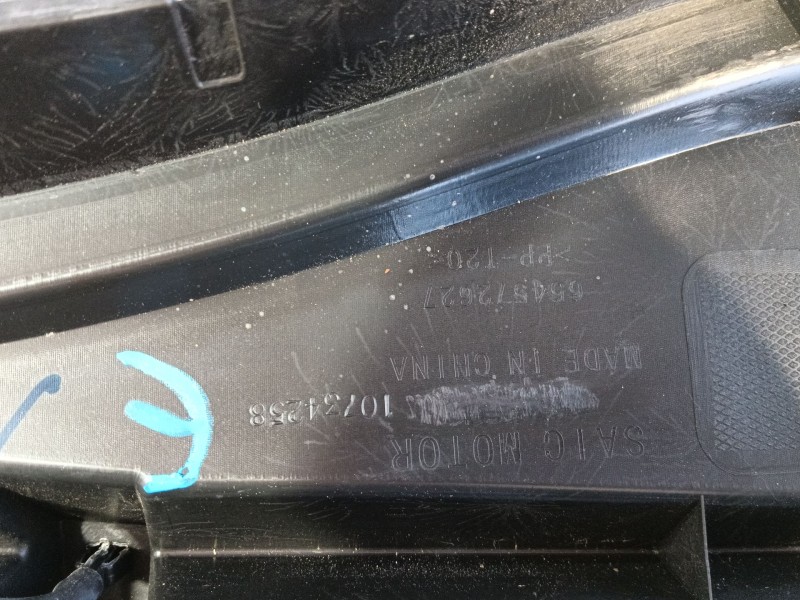 SAIC MOTOR
10734258
MADE IN CHINA
>PP-T20<